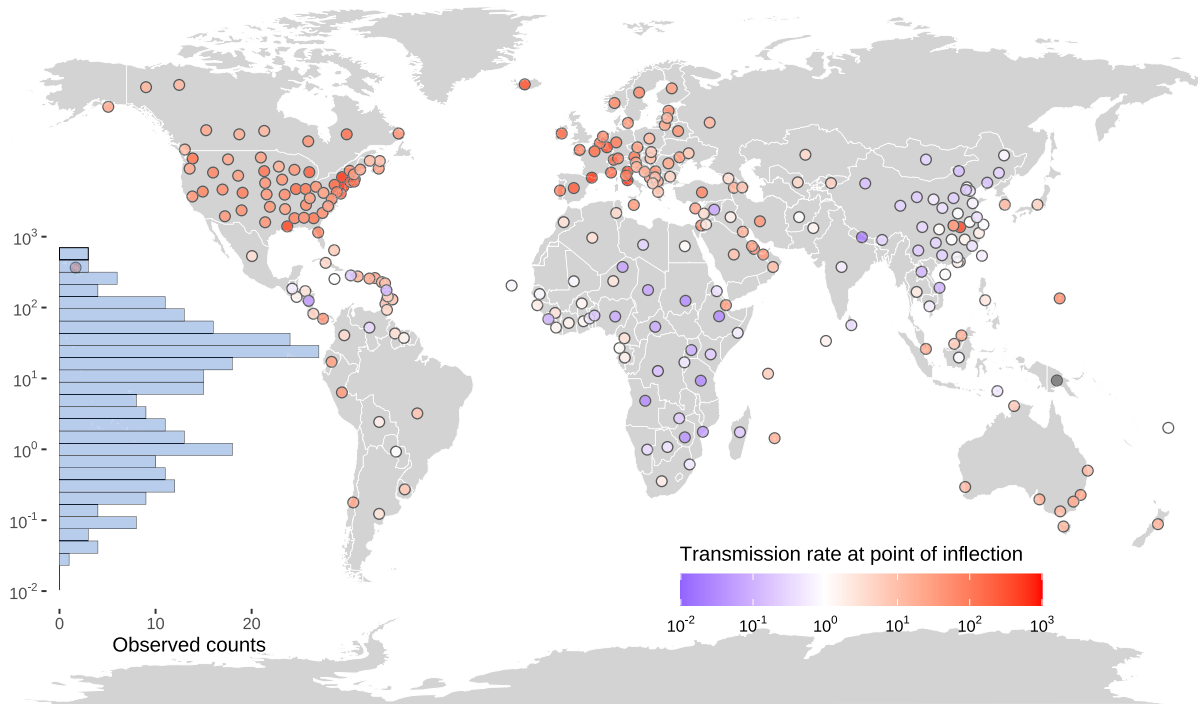 10³
10²
10¹
10⁰
10⁻¹
10⁻²
0 10 20
Observed counts
Transmission rate at point of inflection
10⁻² 10⁻¹ 10⁰ 10¹ 10² 10³